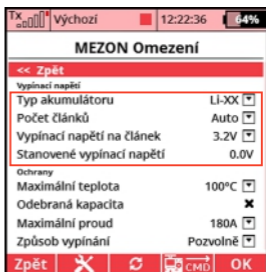 Tx Výchozí 12:22:36 64%
MEZON Omezení
<< Zpět
Vypínací napětí
Typ akumulátoru Li-XX
Počet článků Auto
Vypínací napětí na článek 3.2V
Stanovené vypínací napětí 0.0V
Ochrany
Maximální teplota 100°C
Odebraná kapacita
Maximální proud 180A
Způsob vypínání Pozvolně
Zpět CMD OK